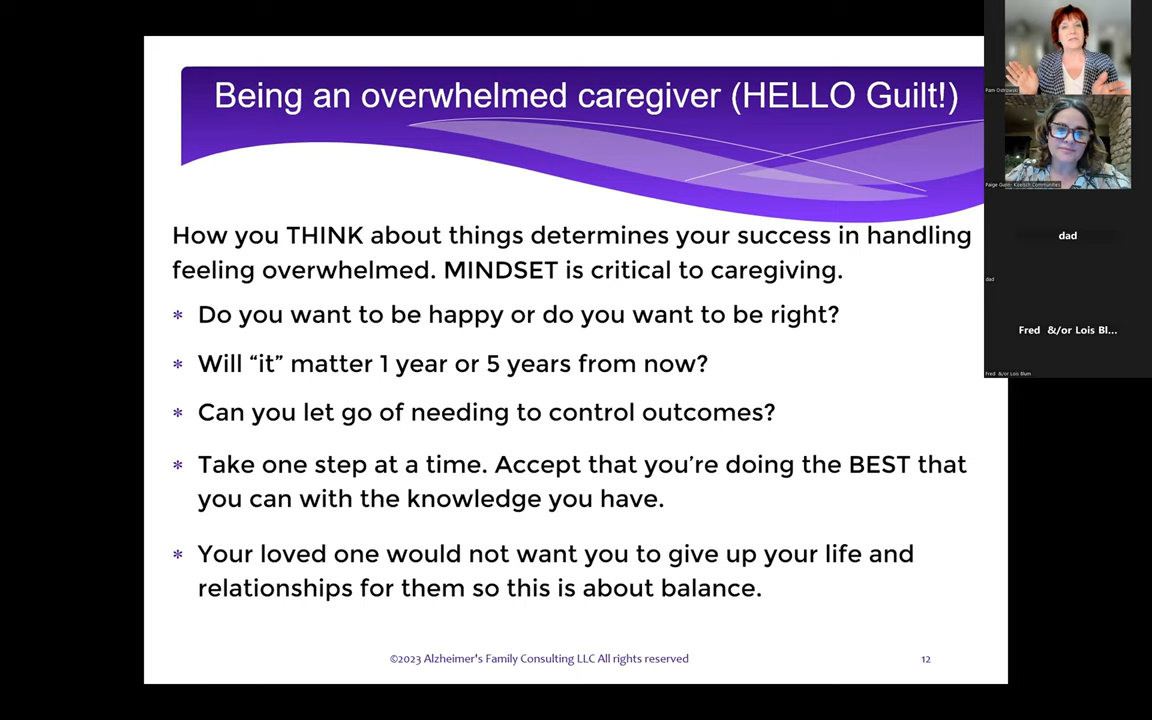 Being an overwhelmed caregiver (HELLO Guilt!)
How you THINK about things determines your success in handling
feeling overwhelmed. MINDSET is critical to caregiving.
* Do you want to be happy or do you want to be right?
* Will “it” matter 1 year or 5 years from now?
* Can you let go of needing to control outcomes?
* Take one step at a time. Accept that you’re doing the BEST that
you can with the knowledge you have.
* Your loved one would not want you to give up your life and
relationships for them so this is about balance.
©2023 Alzheimer's Family Consulting LLC All rights reserved
12
Pam Ostrowski
Paige Gunn- Koelsch Communities
dad
dad
Fred &/or Lois Bl...
Fred &/or Lois Blum